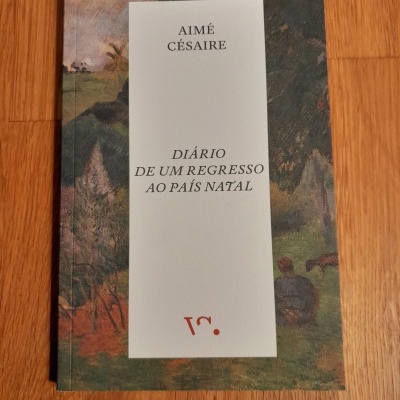 AIMÉ
CÉSAIRE
DIÁRIO
DE UM REGRESSO
AO PAÍS NATAL